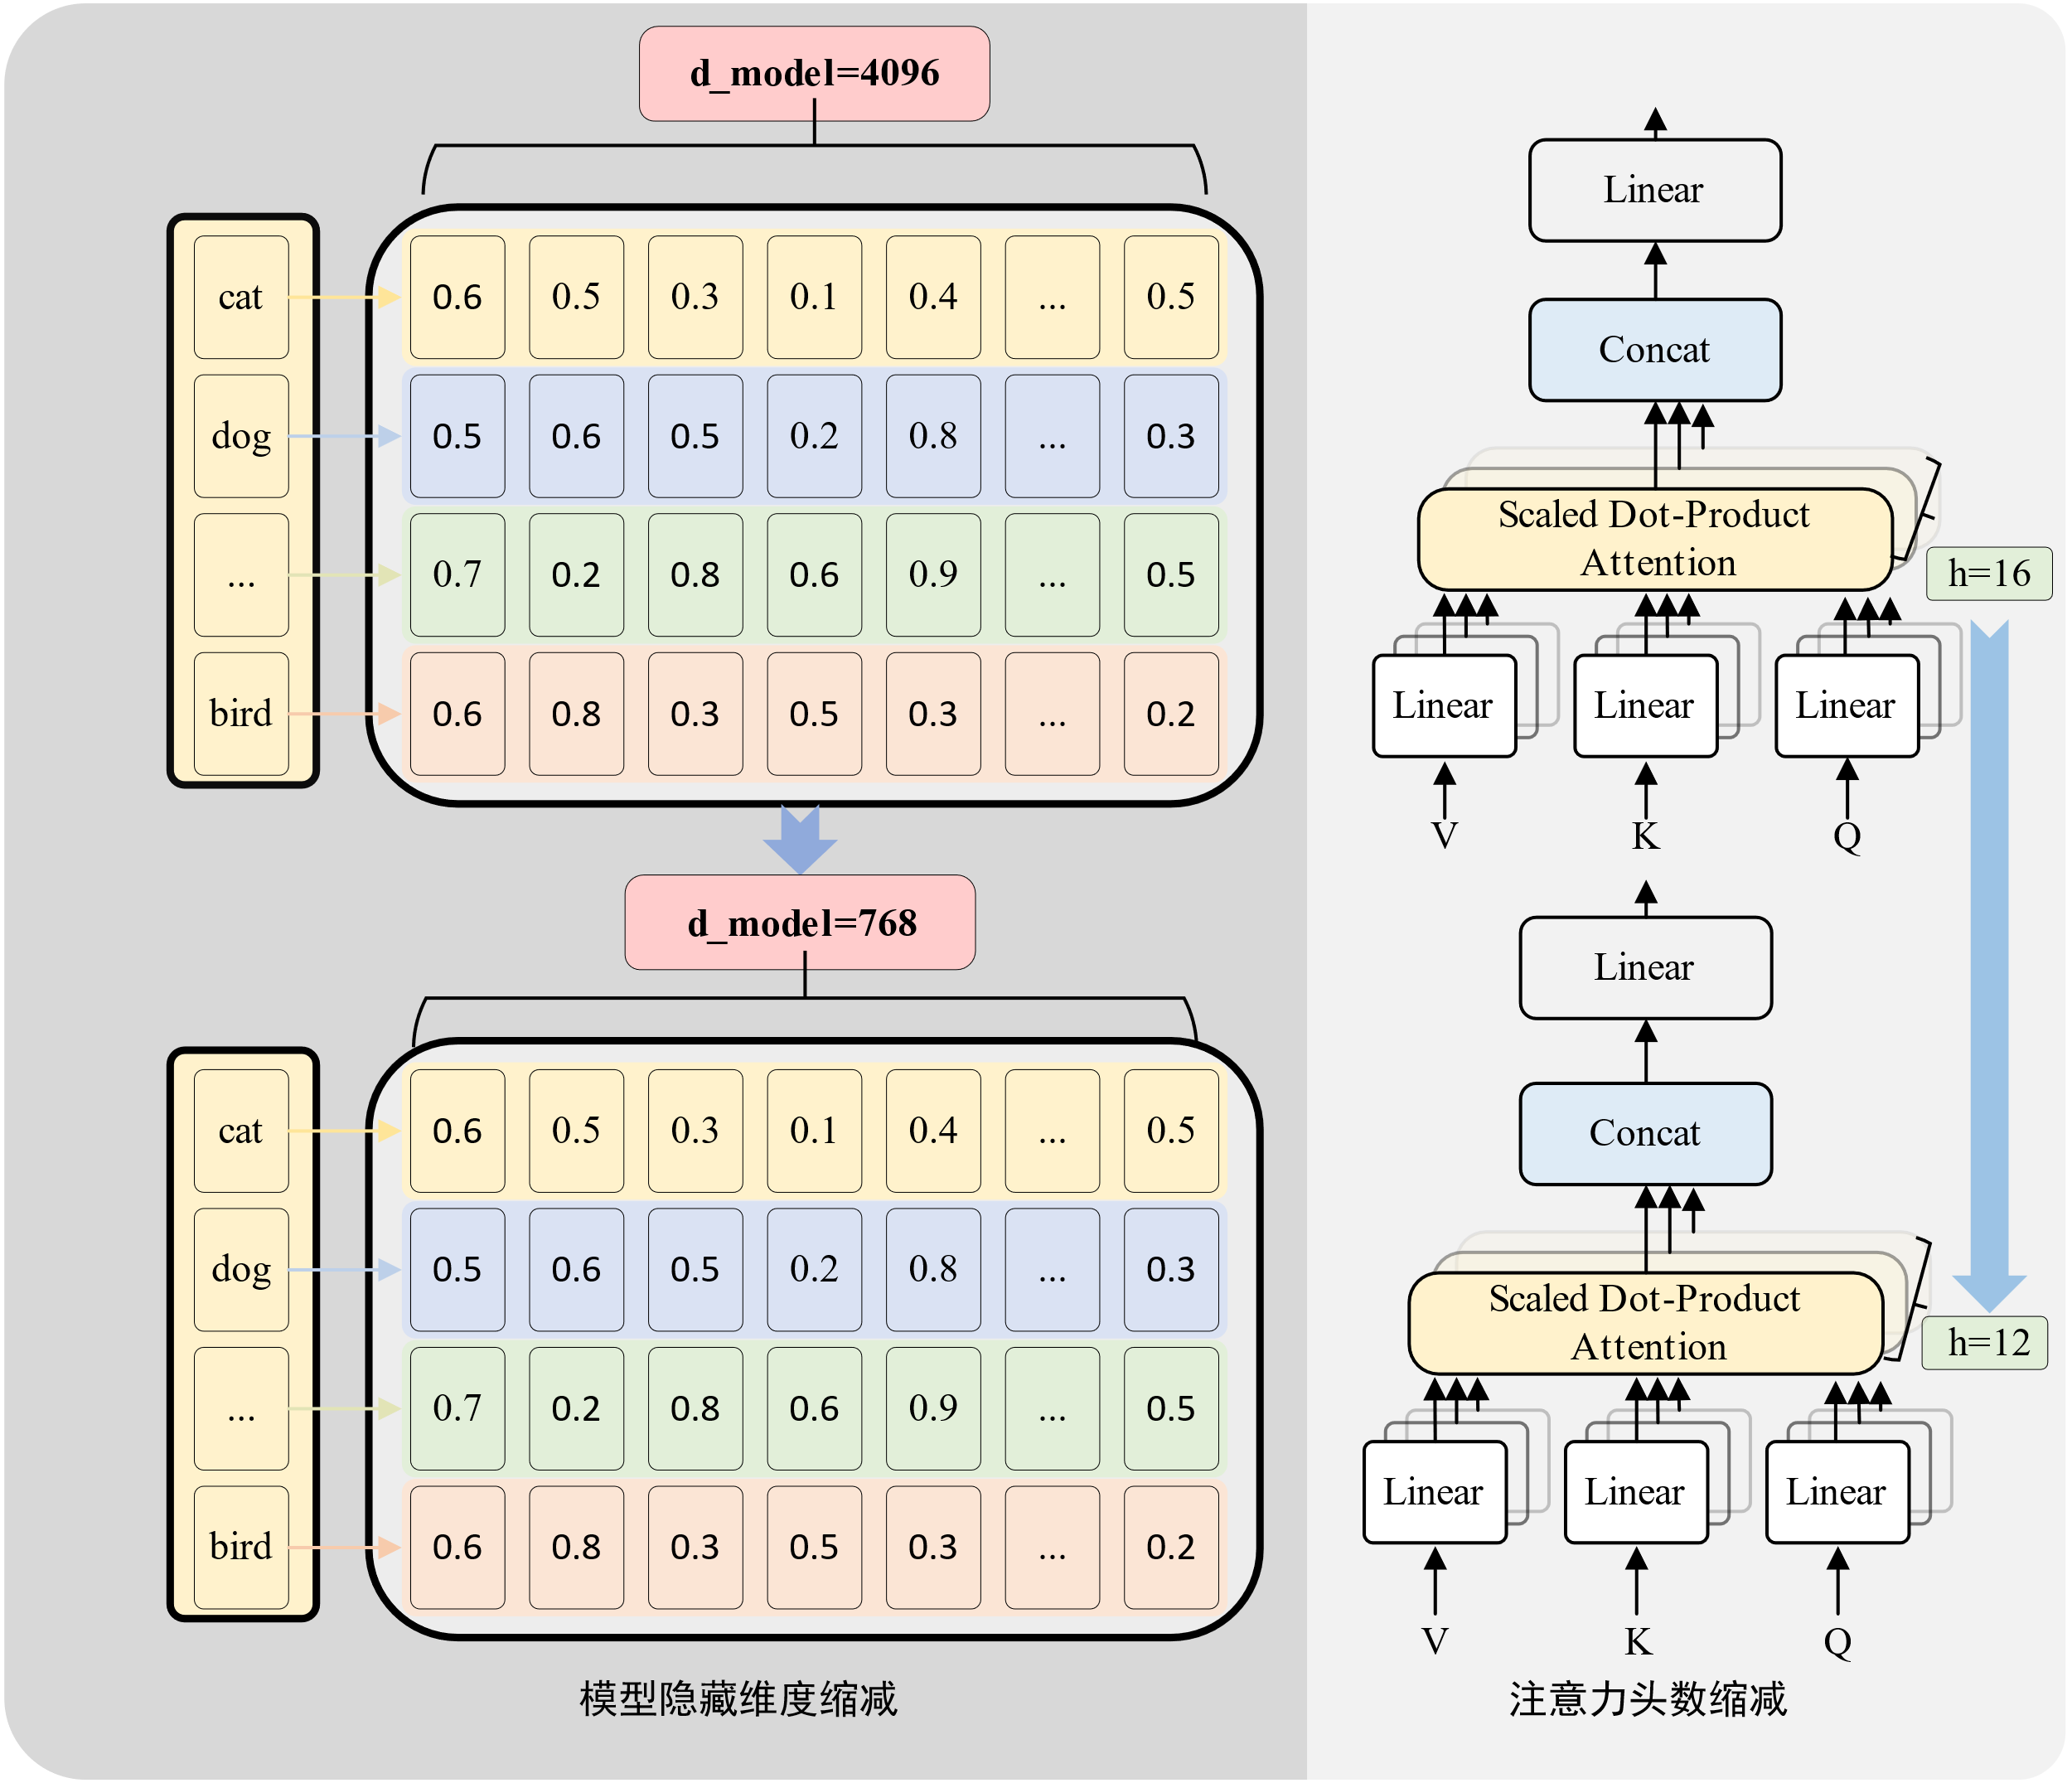 d_model=4096
cat 0.6 0.5 0.3 0.1 0.4 ... 0.5
dog 0.5 0.6 0.5 0.2 0.8 ... 0.3
... 0.7 0.2 0.8 0.6 0.9 ... 0.5
bird 0.6 0.8 0.3 0.5 0.3 ... 0.2
d_model=768
cat 0.6 0.5 0.3 0.1 0.4 ... 0.5
dog 0.5 0.6 0.5 0.2 0.8 ... 0.3
... 0.7 0.2 0.8 0.6 0.9 ... 0.5
bird 0.6 0.8 0.3 0.5 0.3 ... 0.2
模型隐藏维度缩减
Linear
Concat
Scaled Dot-Product
Attention
h=16
Linear Linear Linear
V K Q
Linear
Concat
Scaled Dot-Product
Attention
h=12
Linear Linear Linear
V K Q
注意力头数缩减